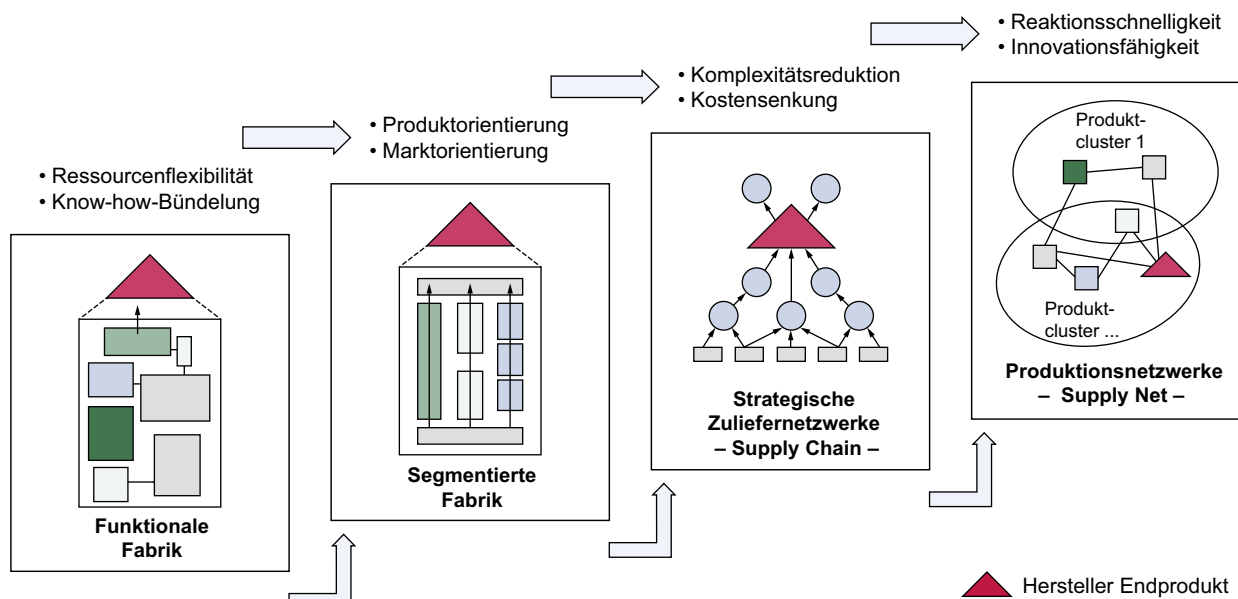 • Ressourcenflexibilität
• Know-how-Bündelung
Funktionale
Fabrik
• Produktorientierung
• Marktorientierung
Segmentierte
Fabrik
• Komplexitätsreduktion
• Kostensenkung
Strategische
Zuliefernetzwerke
– Supply Chain –
• Reaktionsschnelligkeit
• Innovationsfähigkeit
Produkt-
cluster 1
Produkt-
cluster ...
Produktionsnetzwerke
– Supply Net –
Hersteller Endprodukt